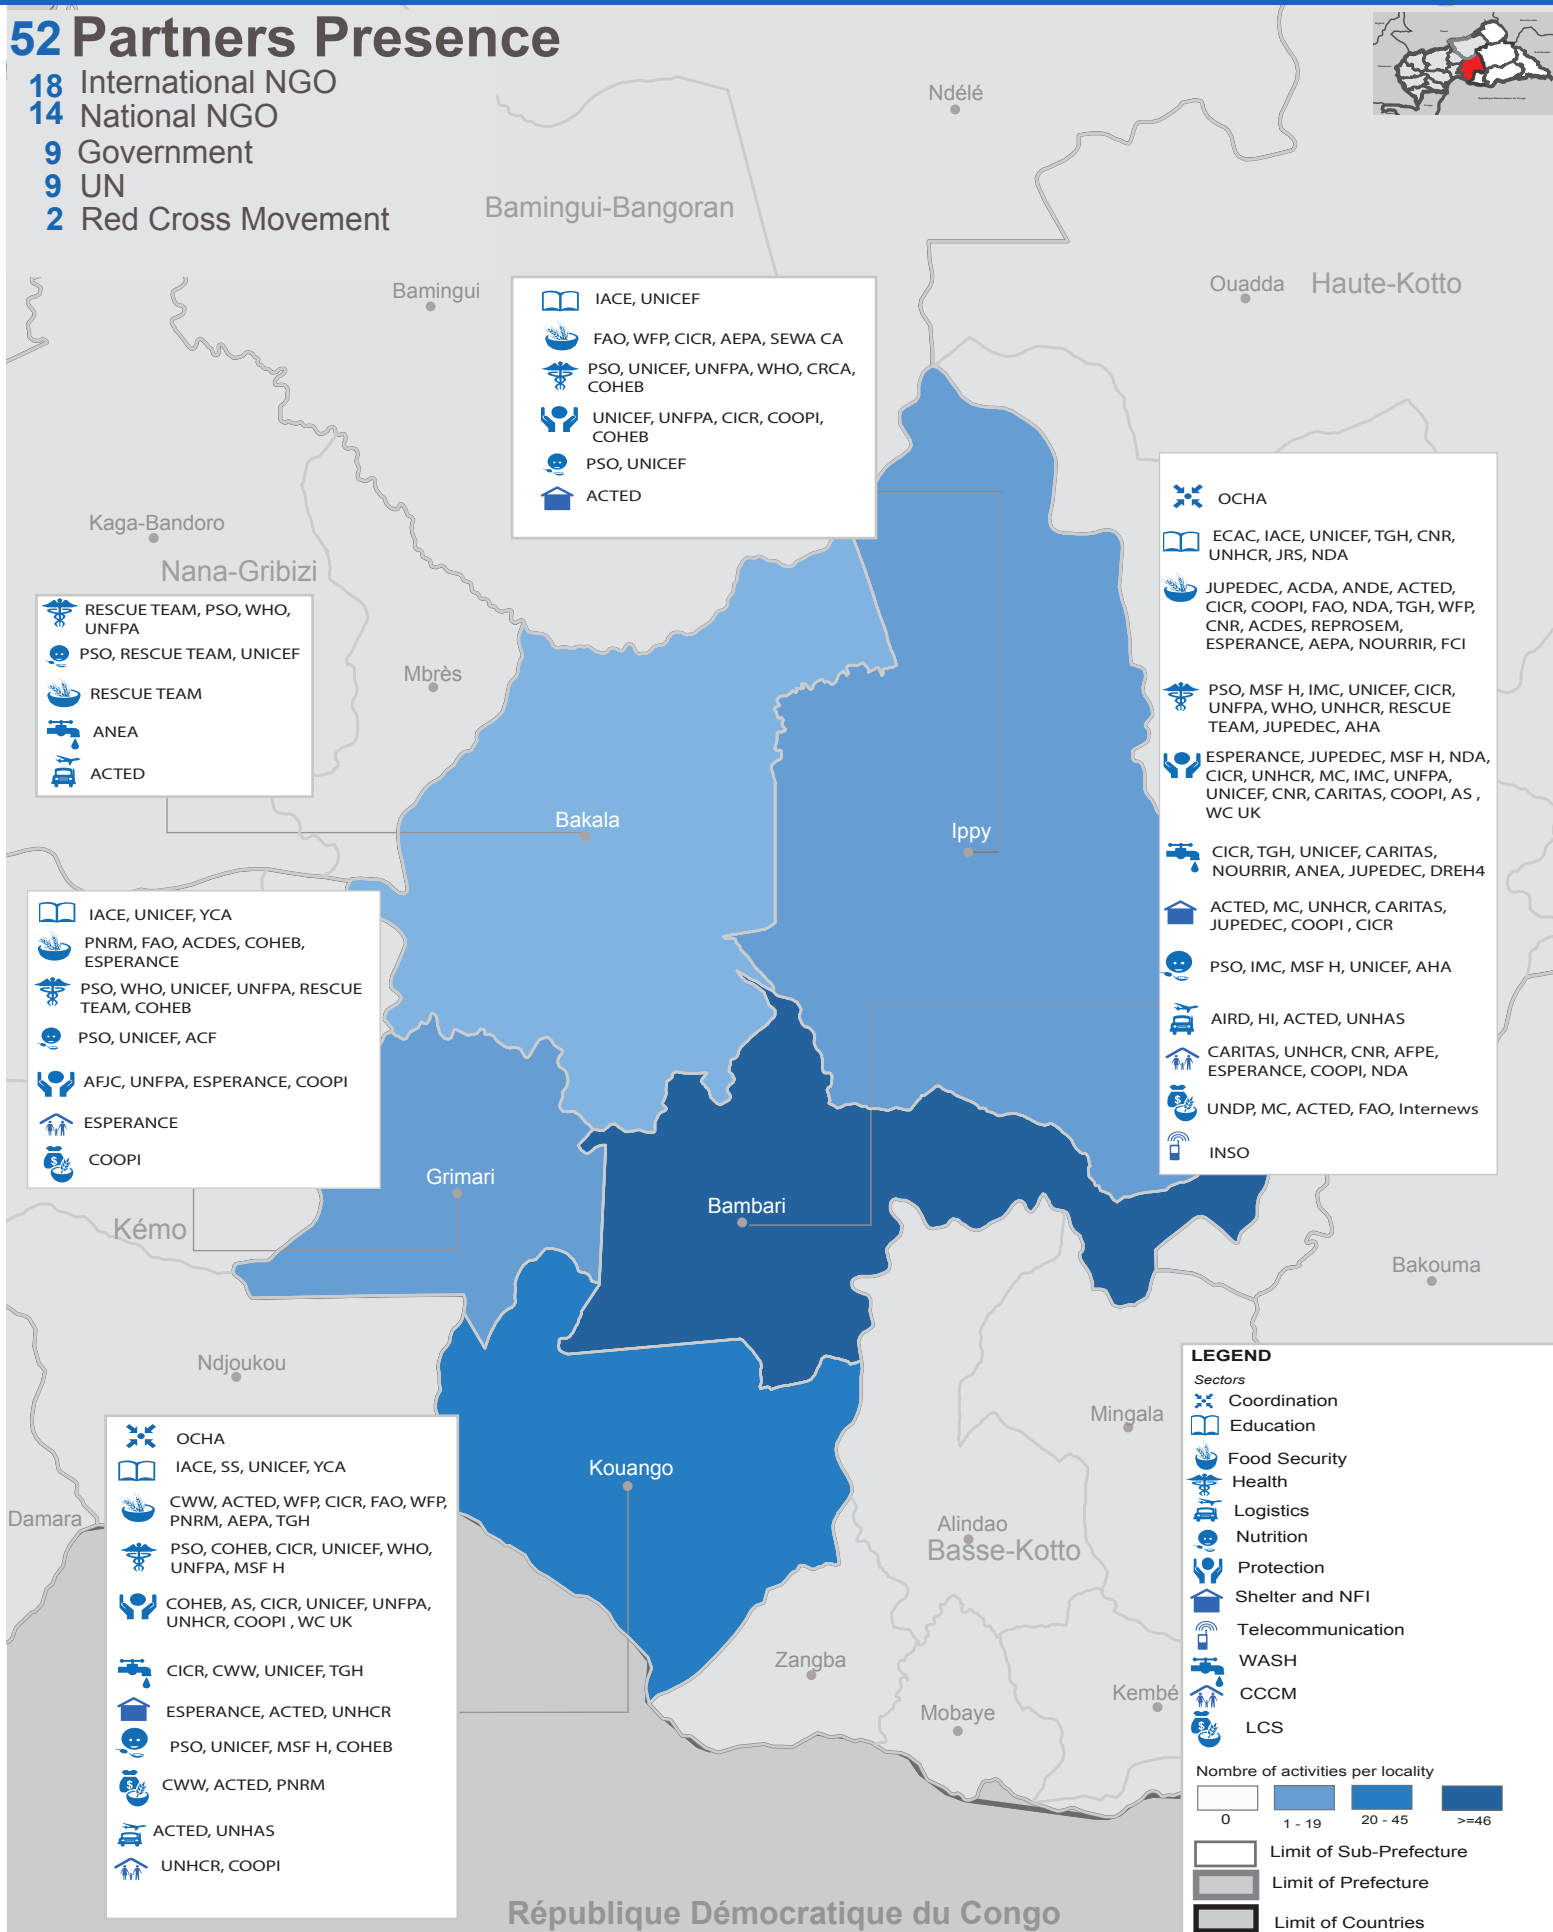 52 Partners Presence
18 International NGO
14 National NGO
9 Government
9 UN
2 Red Cross Movement
Ndélé
Bamingui-Bangoran
Bamingui
Ouadda
Haute-Kotto
IACE, UNICEF
FAO, WFP, CICR, AEPA, SEWA CA
PSO, UNICEF, UNFPA, WHO, CRCA,
COHEB
UNICEF, UNFPA, CICR, COOPI,
COHEB
PSO, UNICEF
ACTED
Kaga-Bandoro
Nana-Gribizi
Mbrès
RESCUE TEAM, PSO, WHO,
UNFPA
PSO, RESCUE TEAM, UNICEF
RESCUE TEAM
ANEA
ACTED
OCHA
ECAC, IACE, UNICEF, TGH, CNR,
UNHCR, JRS, NDA
JUPEDEC, ACDA, ANDE, ACTED,
CICR, COOPI, FAO, NDA, TGH, WFP,
CNR, ACDES, REPROSEM,
ESPERANCE, AEPA, NOURRIR, FCI
PSO, MSF H, IMC, UNICEF, CICR,
UNFPA, WHO, UNHCR, RESCUE
TEAM, JUPEDEC, AHA
ESPERANCE, JUPEDEC, MSF H, NDA,
CICR, UNHCR, MC, IMC, UNFPA,
UNICEF, CNR, CARITAS, COOPI, AS ,
WC UK
CICR, TGH, UNICEF, CARITAS,
NOURRIR, ANEA, JUPEDEC, DREH4
ACTED, MC, UNHCR, CARITAS,
JUPEDEC, COOPI , CICR
PSO, IMC, MSF H, UNICEF, AHA
AIRD, HI, ACTED, UNHAS
CARITAS, UNHCR, CNR, AFPE,
ESPERANCE, COOPI, NDA
UNDP, MC, ACTED, FAO, Internews
INSO
Bakala
Ippy
IACE, UNICEF, YCA
PNRM, FAO, ACDES, COHEB,
ESPERANCE
PSO, WHO, UNICEF, UNFPA, RESCUE
TEAM, COHEB
PSO, UNICEF, ACF
AFJC, UNFPA, ESPERANCE, COOPI
ESPERANCE
COOPI
Grimari
Bambari
Kémo
Bakouma
Ndjoukou
Mingala
Kouango
Damara
Alindao
Basse-Kotto
Zangba
Mobaye
Kembé
OCHA
IACE, SS, UNICEF, YCA
CWW, ACTED, WFP, CICR, FAO, WFP,
PNRM, AEPA, TGH
PSO, COHEB, CICR, UNICEF, WHO,
UNFPA, MSF H
COHEB, AS, CICR, UNICEF, UNFPA,
UNHCR, COOPI , WC UK
CICR, CWW, UNICEF, TGH
ESPERANCE, ACTED, UNHCR
PSO, UNICEF, MSF H, COHEB
CWW, ACTED, PNRM
ACTED, UNHAS
UNHCR, COOPI
République Démocratique du Congo
LEGEND
Sectors
Coordination
Education
Food Security
Health
Logistics
Nutrition
Protection
Shelter and NFI
Telecommunication
WASH
CCCM
LCS
Nombre of activities per locality
0
1 - 19
20 - 45
>=46
Limit of Sub-Prefecture
Limit of Prefecture
Limit of Countries